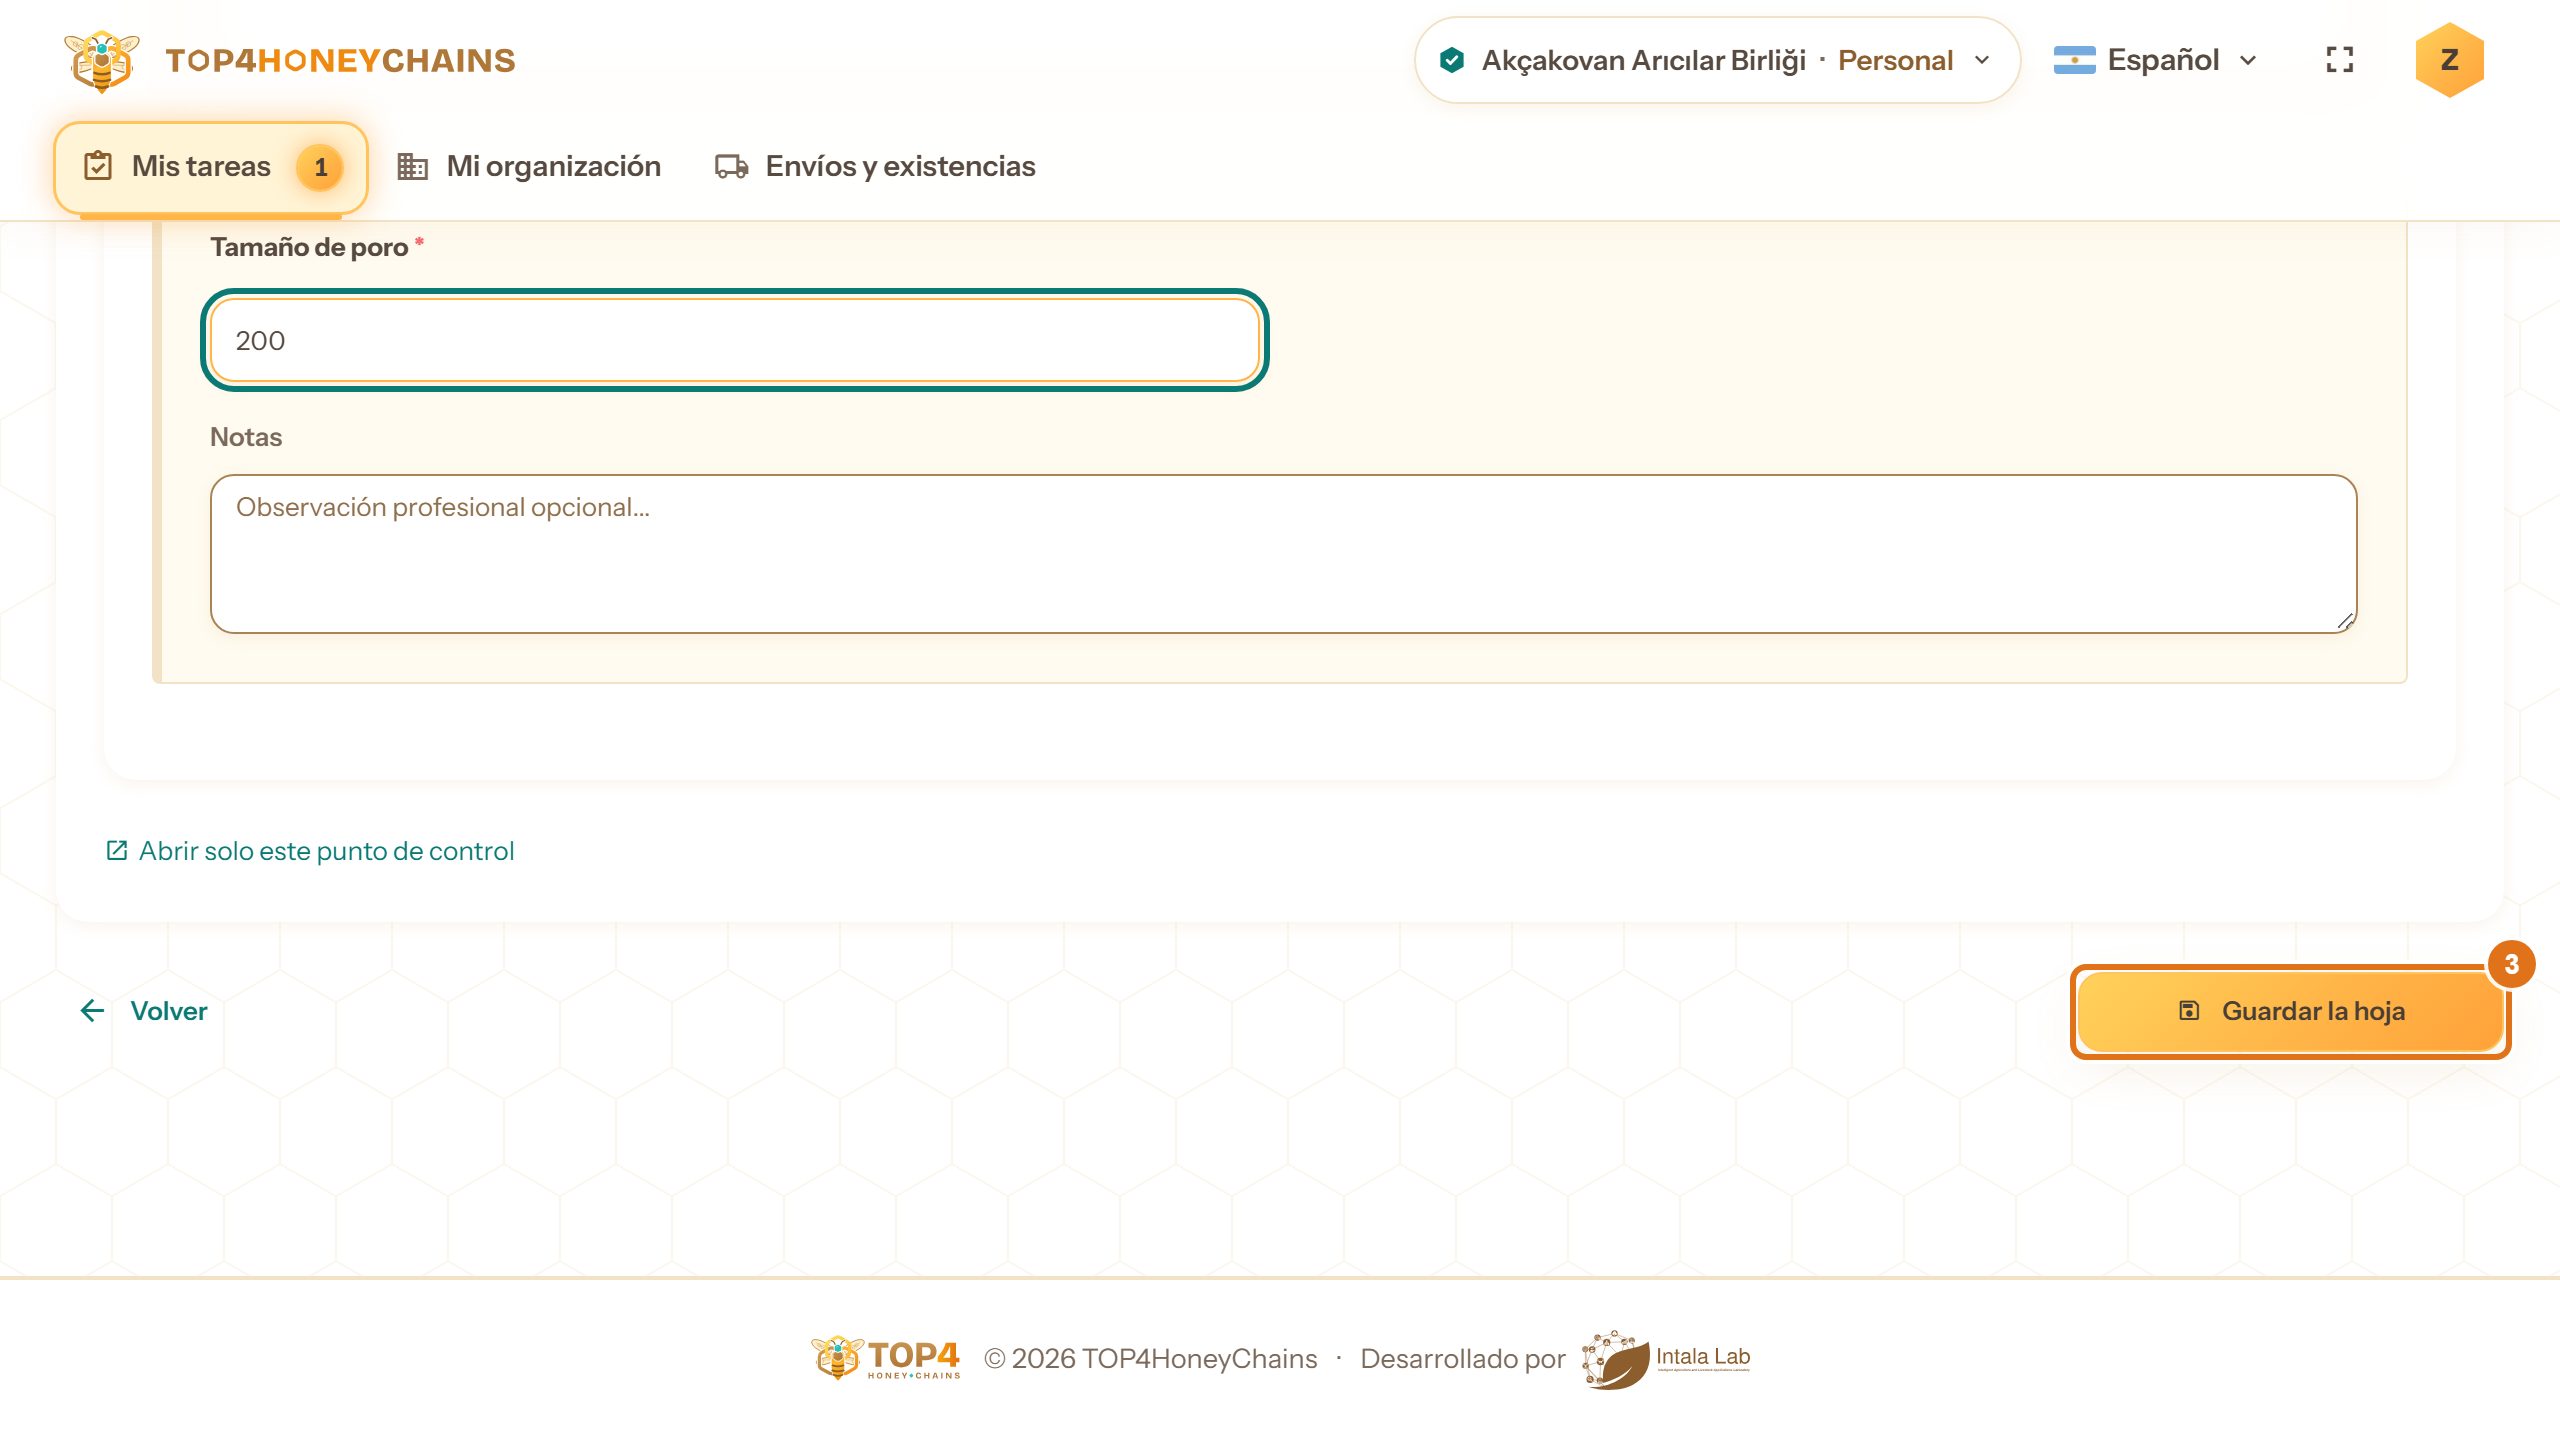 TOP4HONEYCHAINS
Akçakovan Arıcılar Birliği · Personal
Español
Z
Mis tareas 1
Mi organización
Envíos y existencias
Tamaño de poro *
200
Notas
Observación profesional opcional...
Abrir solo este punto de control
Volver
3
Guardar la hoja
TOP4
HONEY CHAINS
© 2026 TOP4HoneyChains · Desarrollado por
Intala Lab